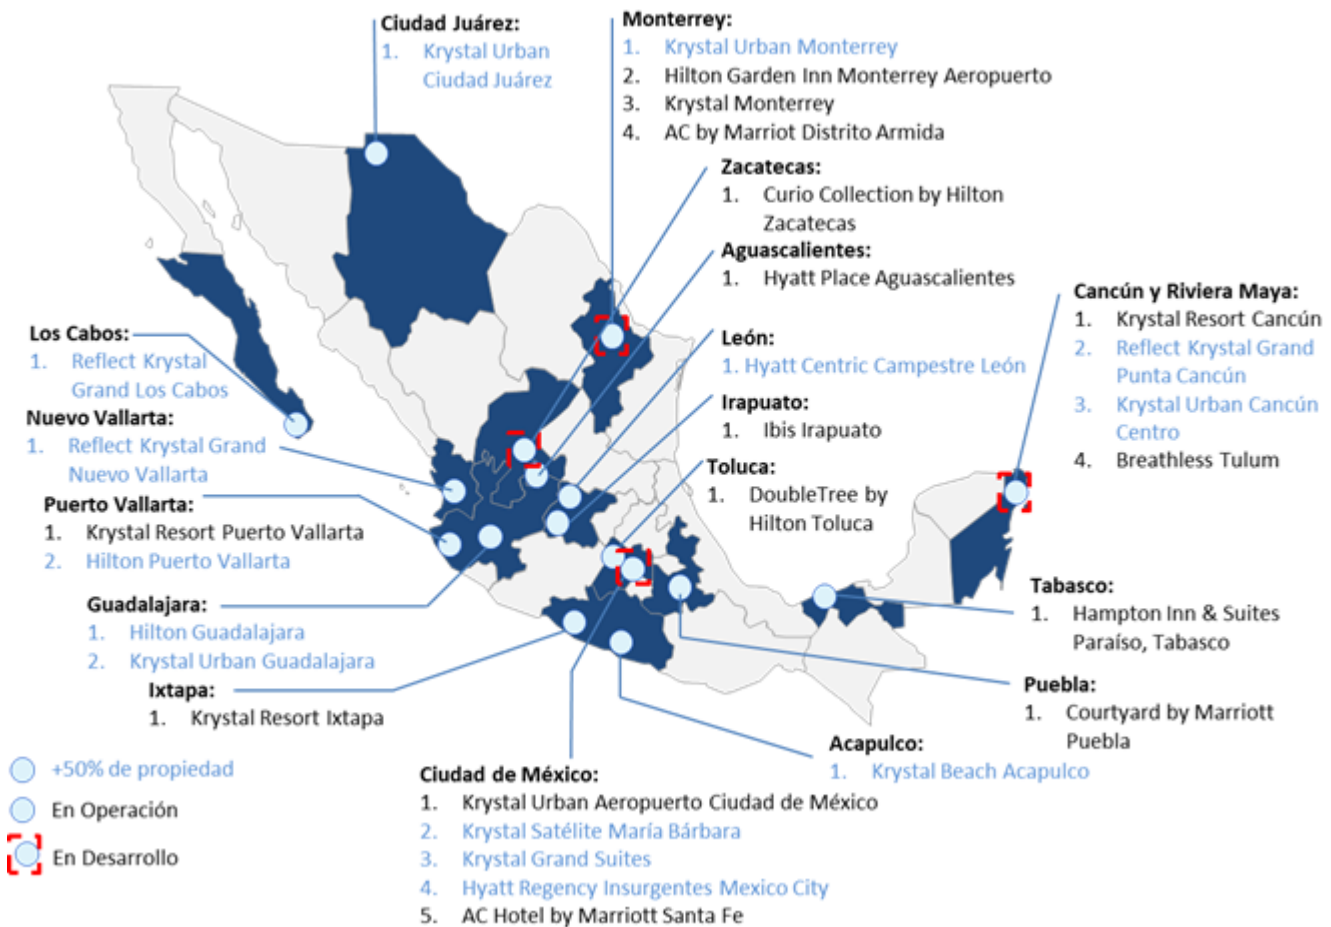 Ciudad Juárez:
1. Krystal Urban
Ciudad Juárez
Monterrey:
1. Krystal Urban Monterrey
2. Hilton Garden Inn Monterrey Aeropuerto
3. Krystal Monterrey
4. AC by Marriot Distrito Armida
Zacatecas:
1. Curio Collection by Hilton
Zacatecas
Aguascalientes:
1. Hyatt Place Aguascalientes
León:
1. Hyatt Centric Campestre León
Irapuato:
1. Ibis Irapuato
Toluca:
1. DoubleTree by
Hilton Toluca
Cancún y Riviera Maya:
1. Krystal Resort Cancún
2. Reflect Krystal Grand
Punta Cancún
3. Krystal Urban Cancún
Centro
4. Breathless Tulum
Los Cabos:
1. Reflect Krystal
Grand Los Cabos
Nuevo Vallarta:
1. Reflect Krystal Grand
Nuevo Vallarta
Puerto Vallarta:
1. Krystal Resort Puerto Vallarta
2. Hilton Puerto Vallarta
Guadalajara:
1. Hilton Guadalajara
2. Krystal Urban Guadalajara
Ixtapa:
1. Krystal Resort Ixtapa
Tabasco:
1. Hampton Inn & Suites
Paraíso, Tabasco
Puebla:
1. Courtyard by Marriott
Puebla
Acapulco:
1. Krystal Beach Acapulco
Ciudad de México:
1. Krystal Urban Aeropuerto Ciudad de México
2. Krystal Satélite María Bárbara
3. Krystal Grand Suites
4. Hyatt Regency Insurgentes Mexico City
5. AC Hotel by Marriott Santa Fe
+50% de propiedad
En Operación
En Desarrollo